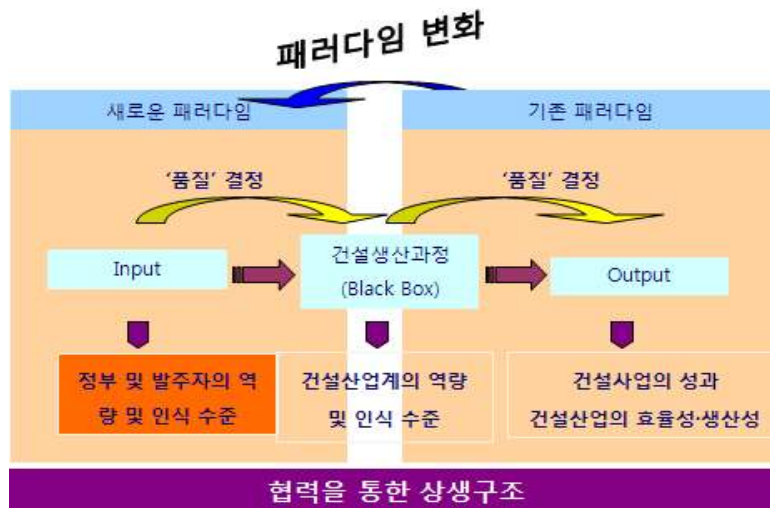 패러다임 변화
새로운 패러다임
기존 패러다임
‘품질’ 결정
‘품질’ 결정
Input
건설생산과정
(Black Box)
Output
정부 및 발주자의 역
량 및 인식 수준
건설산업계의 역량
및 인식 수준
건설사업의 성과
건설산업의 효율성·생산성
협력을 통한 상생구조